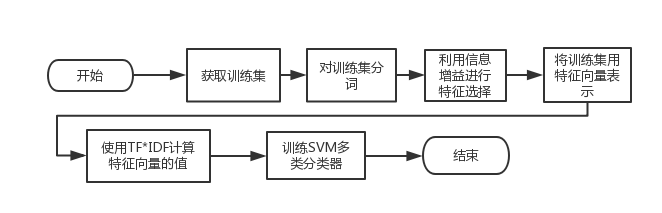 开始
获取训练集
对训练集分
词
利用信息
增益进行
特征选择
将训练集用
特征向量表
示
使用TF*IDF计算
特征向量的值
训练SVM多
类分类器
结束